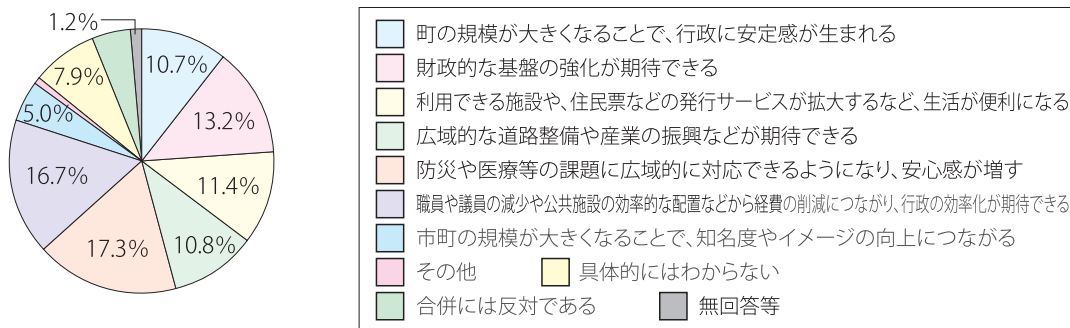 1.2%
10.7%
7.9%
5.0%
13.2%
16.7%
11.4%
10.8%
17.3%
町の規模が大きくなることで、行政に安定感が生まれる
財政的な基盤の強化が期待できる
利用できる施設や、住民票などの発行サービスが拡大するなど、生活が便利になる
広域的な道路整備や産業の振興などが期待できる
防災や医療等の課題に広域的に対応できるようになり、安心感が増す
職員や議員の減少や公共施設の効率的な配置などから経費の削減につながり、行政の効率化が期待できる
市町の規模が大きくなることで、知名度やイメージの向上につながる
その他 具体的にはわからない
合併には反対である 無回答等